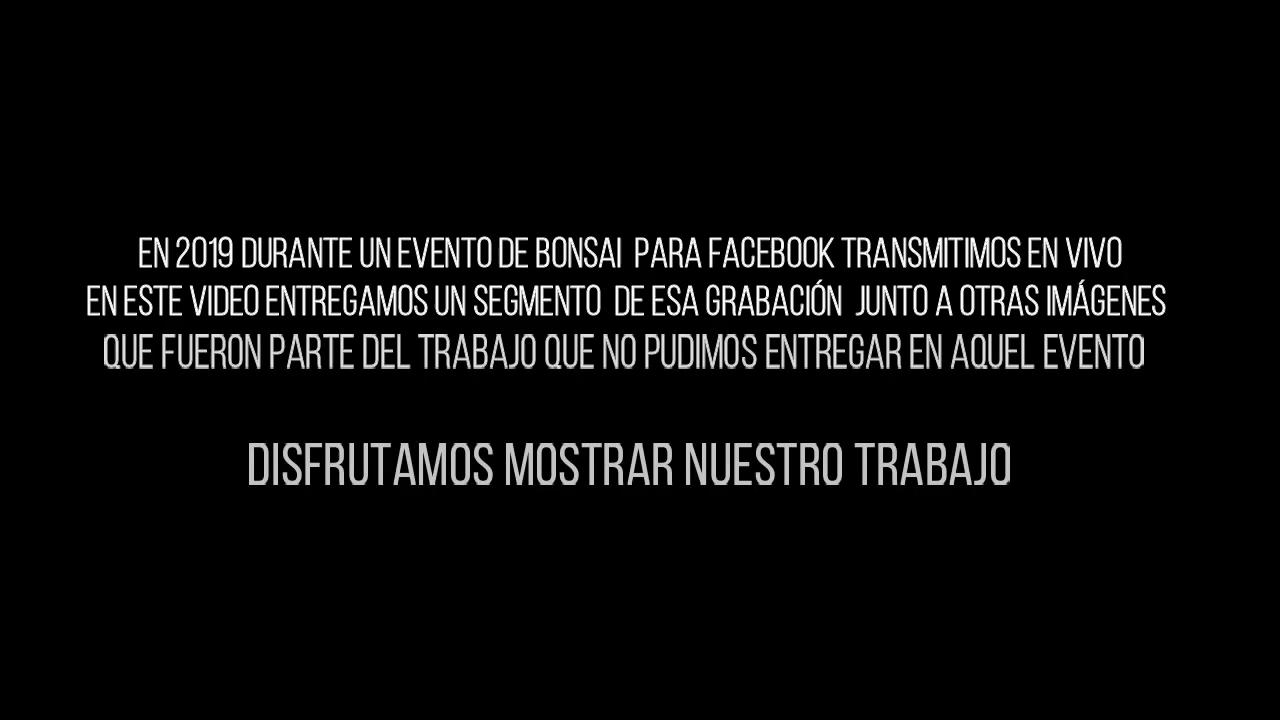 EN 2019 DURANTE UN EVENTO DE BONSAI PARA FACEBOOK TRANSMITIMOS EN VIVO
EN ESTE VIDEO ENTREGAMOS UN SEGMENTO DE ESA GRABACIÓN JUNTO A OTRAS IMÁGENES
QUE FUERON PARTE DEL TRABAJO QUE NO PUDIMOS ENTREGAR EN AQUEL EVENTO
DISFRUTAMOS MOSTRAR NUESTRO TRABAJO